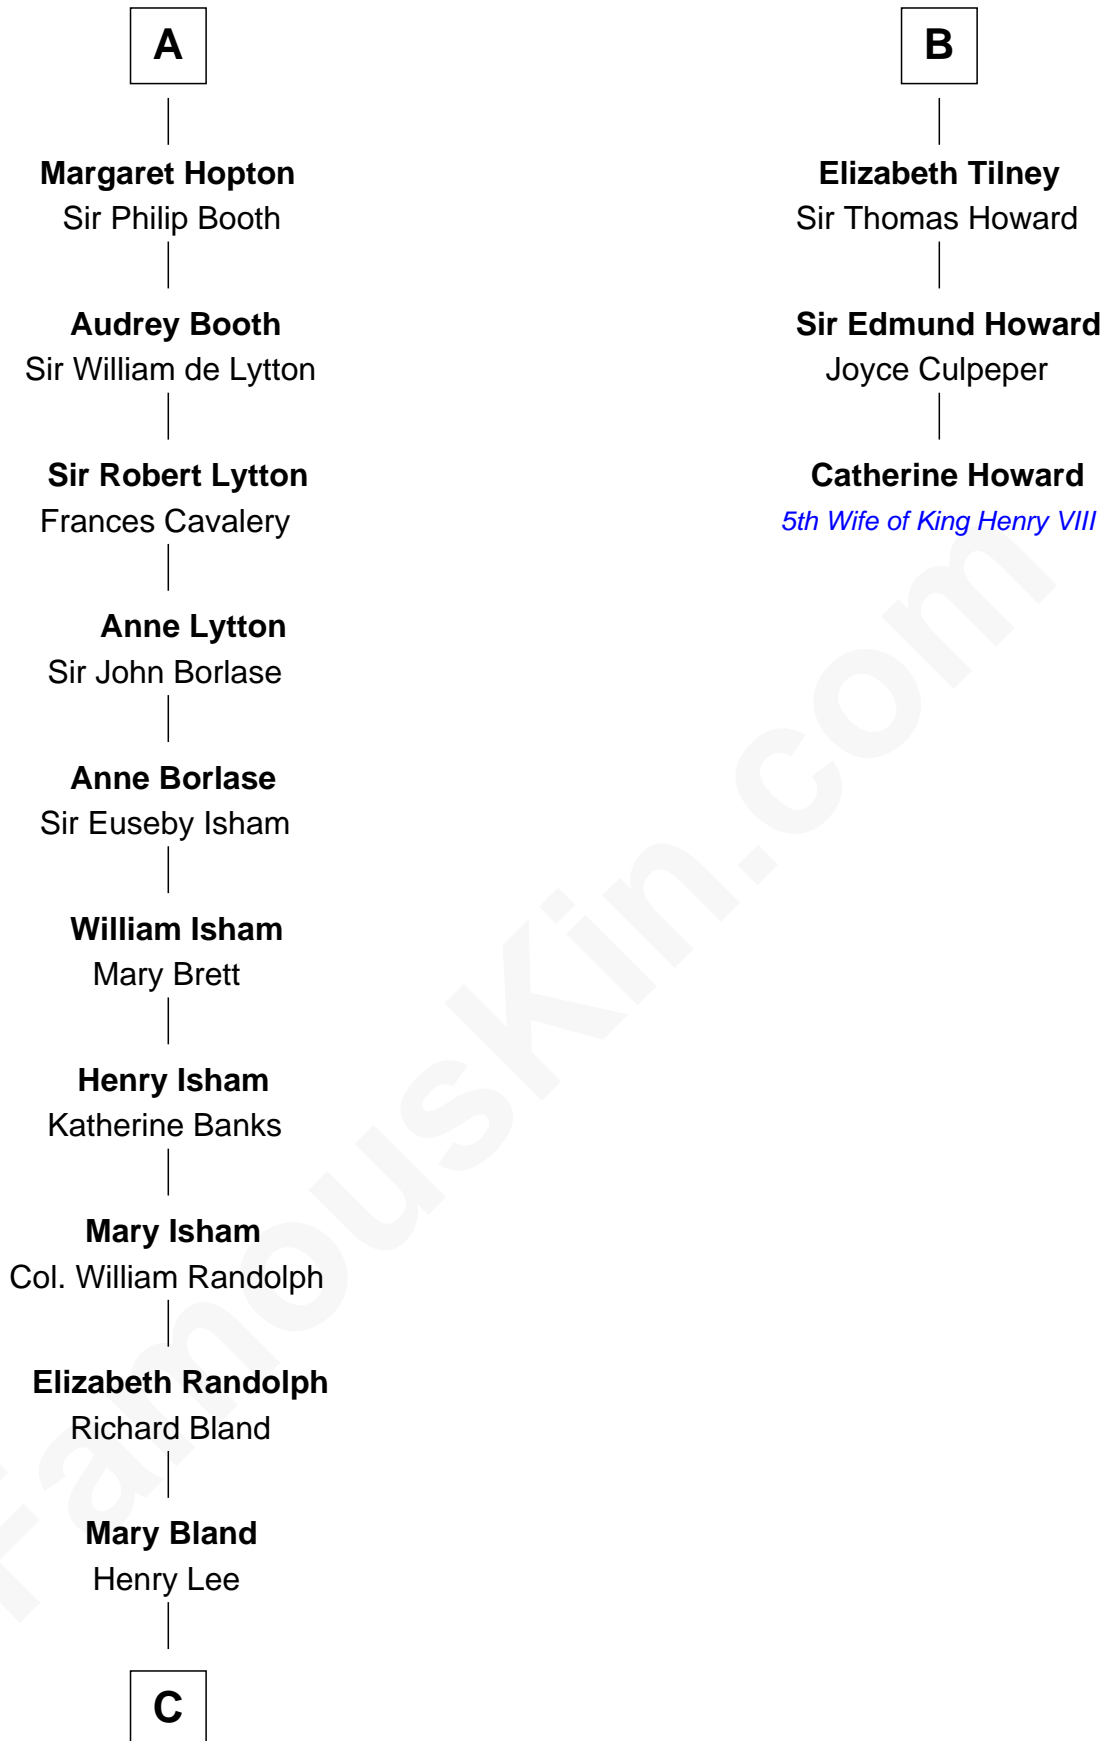 A
Margaret Hopton
Sir Philip Booth
Audrey Booth
Sir William de Lytton
Sir Robert Lytton
Frances Cavalery
Anne Lytton
Sir John Borlase
Anne Borlase
Sir Euseby Isham
William Isham
Mary Brett
Henry Isham
Katherine Banks
Mary Isham
Col. William Randolph
Elizabeth Randolph
Richard Bland
Mary Bland
Henry Lee
C
B
Elizabeth Tilney
Sir Thomas Howard
Sir Edmund Howard
Joyce Culpeper
Catherine Howard
5th Wife of King Henry VIII
FamousKin.com